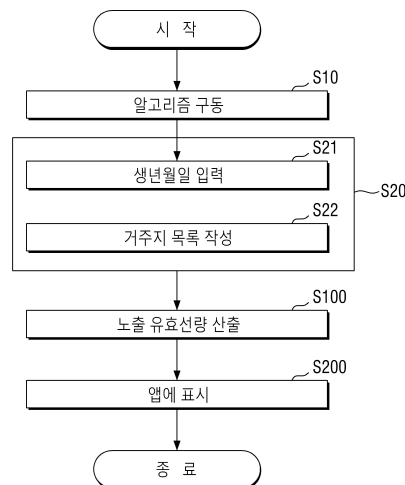 시 작
S10
알고리즘 구동
S21
생년월일 입력
S20
S22
거주지 목록 작성
S100
노출 유효선량 산출
S200
앱에 표시
종 료